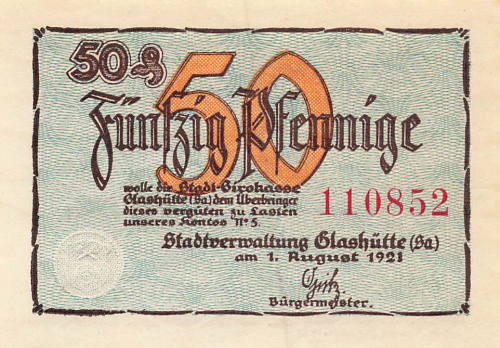 50 ₰
50
Fünfzig Pfennige
wolle die Stadt-Girokasse
Glashütte (Sa) dem Überbringer
dieses vergüten zu Lasten
unseres Kontos Nº 5.
110852
Stadtverwaltung Glashütte (Sa)
am 1. August 1921
Bürgermeister.